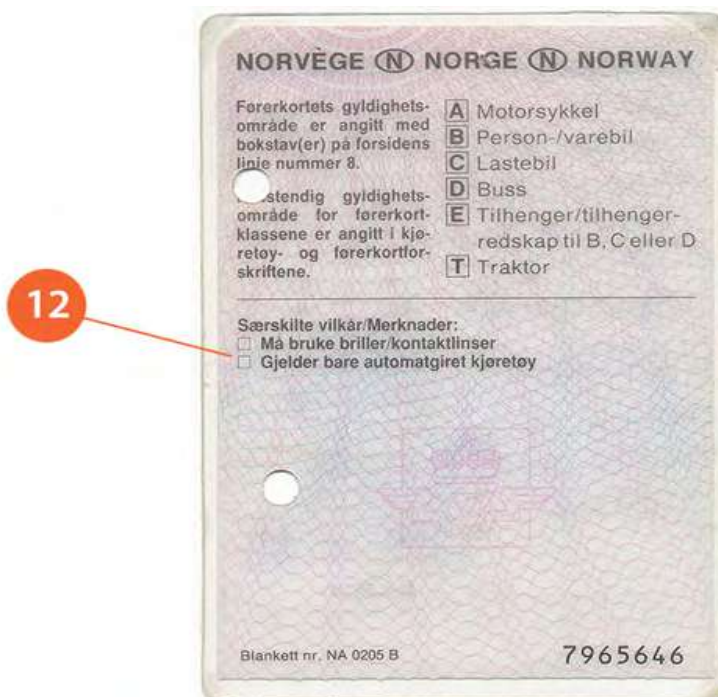 NORVÈGE N NORGE N NORWAY
Førerkortets gyldighets-
område er angitt med
bokstav(er) på forsidens
linje nummer 8.
stendig gyldighets-
område for førerkort-
klassene er angitt i kjø-
retøy- og førerkortfor-
skriftene.
A Motorsykkel
B Person-/varebil
C Lastebil
D Buss
E Tilhenger/tilhenger-
redskap til B, C eller D
T Traktor
12
Særskilte vilkår/Merknader:
Må bruke briller/kontaktlinser
Gjelder bare automatgiret kjøretøy
Blankett nr. NA 0205 B
7965646